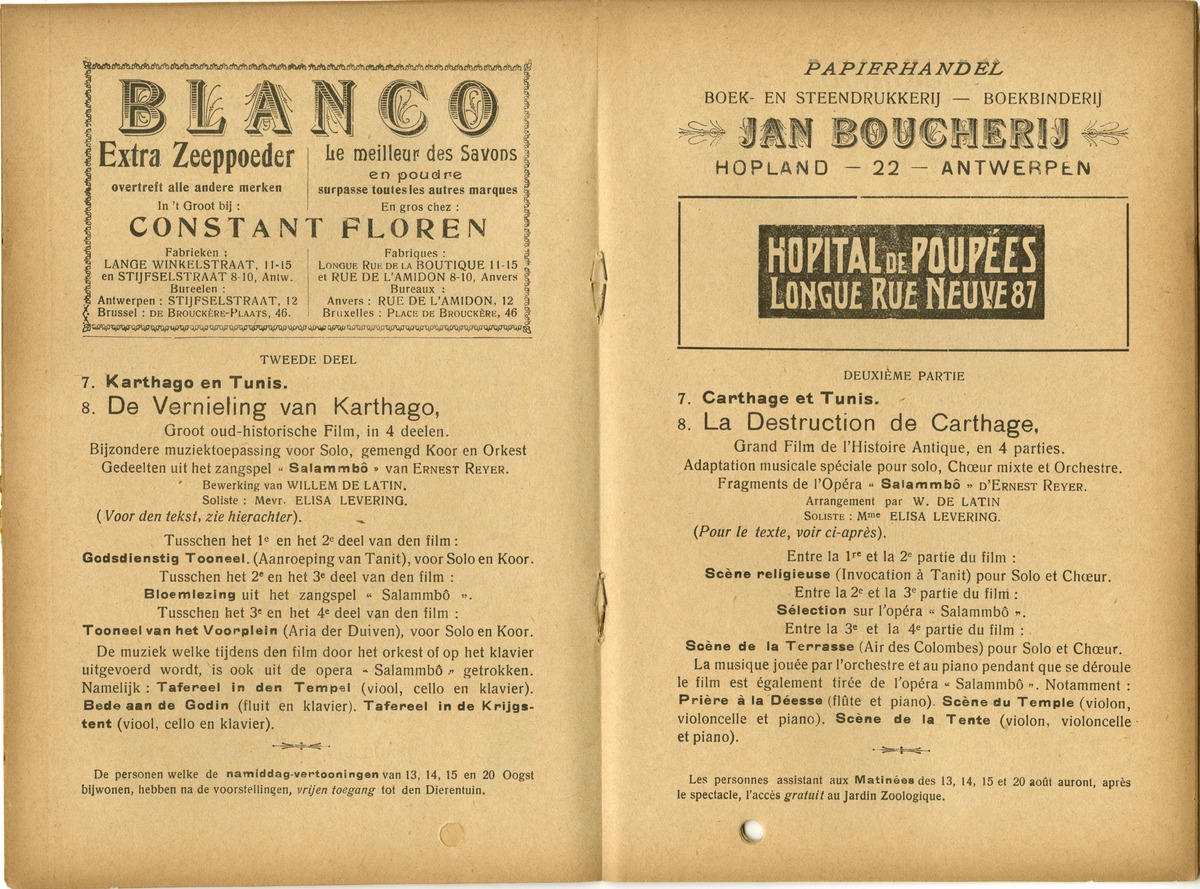 BLANCO
Extra Zeeppoeder
overtreft alle andere merken
In 't Groot bij :
Le meilleur des Savons
en poudre
surpasse toutes les autres marques
En gros chez :
CONSTANT FLOREN
Fabrieken :
LANGE WINKELSTRAAT, 11-15
en STIJFSELSTRAAT 8-10, Antw.
Bureelen :
Antwerpen : STIJFSELSTRAAT, 12
Brussel : DE BROUCKÈRE-PLAATS, 46.
Fabriques :
LONGUE RUE DE LA BOUTIQUE 11-15
et RUE DE L'AMIDON 8-10, Anvers
Bureaux :
Anvers : RUE DE L'AMIDON, 12
Bruxelles : PLACE DE BROUCKÈRE, 46
TWEEDE DEEL
7. Karthago en Tunis.
8. De Vernieling van Karthago,
Groot oud-historische Film, in 4 deelen.
Bijzondere muziektoepassing voor Solo, gemengd Koor en Orkest
Gedeelten uit het zangspel « Salammbô » van ERNEST REYER.
Bewerking van WILLEM DE LATIN.
Soliste : Mevr. ELISA LEVERING.
(Voor den tekst, zie hierachter).
Tusschen het 1e en het 2e deel van den film :
Godsdienstig Tooneel. (Aanroeping van Tanit), voor Solo en Koor.
Tusschen het 2e en het 3e deel van den film :
Bloemlezing uit het zangspel « Salammbô ».
Tusschen het 3e en het 4e deel van den film :
Tooneel van het Voorplein (Aria der Duiven), voor Solo en Koor.
De muziek welke tijdens den film door het orkest of op het klavier
uitgevoerd wordt, is ook uit de opera « Salammbô » getrokken.
Namelijk : Tafereel in den Tempel (viool, cello en klavier).
Bede aan de Godin (fluit en klavier). Tafereel in de Krijgs-
tent (viool, cello en klavier).
De personen welke de namiddag-vertooningen van 13, 14, 15 en 20 Oogst
bijwonen, hebben na de voorstellingen, vrijen toegang tot den Dierentuin.
PAPIERHANDEL
BOEK- EN STEENDRUKKERIJ — BOEKBINDERIJ
JAN BOUCHERIJ
HOPLAND — 22 — ANTWERPEN
HOPITAL DE POUPÉES
LONGUE RUE NEUVE 87
DEUXIÈME PARTIE
7. Carthage et Tunis.
8. La Destruction de Carthage,
Grand Film de l'Histoire Antique, en 4 parties.
Adaptation musicale spéciale pour solo, Chœur mixte et Orchestre.
Fragments de l'Opéra « Salammbô » D'ERNEST REYER.
Arrangement par W. DE LATIN
SOLISTE : Mme ELISA LEVERING.
(Pour le texte, voir ci-après).
Entre la 1re et la 2e partie du film :
Scène religieuse (Invocation à Tanit) pour Solo et Chœur.
Entre la 2e et la 3e partie du film :
Sélection sur l'opéra « Salammbô ».
Entre la 3e et la 4e partie du film :
Scène de la Terrasse (Air des Colombes) pour Solo et Chœur.
La musique jouée par l'orchestre et au piano pendant que se déroule
le film est également tirée de l'opéra « Salammbô ». Notamment :
Prière à la Déesse (flûte et piano). Scène du Temple (violon,
violoncelle et piano). Scène de la Tente (violon, violoncelle
et piano).
Les personnes assistant aux Matinées des 13, 14, 15 et 20 août auront, après
le spectacle, l'accès gratuit au Jardin Zoologique.